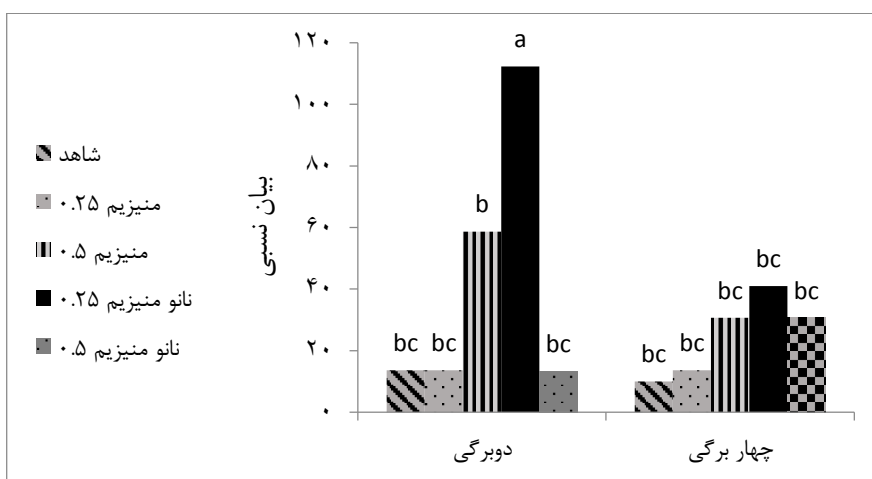 ۱۲۰
۱۰۰
۸۰
۶۰
۴۰
۲۰
۰
بیان نسبی
a
b
bc
bc
bc
bc
bc
bc
bc
bc
دوبرگی
چهار برگی
شاهد
منیزیم ۰.۲۵
منیزیم ۰.۵
نانو منیزیم ۰.۲۵
نانو منیزیم ۰.۵